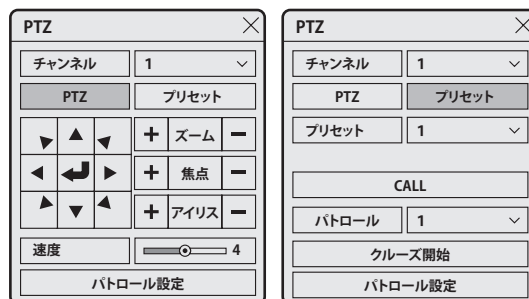 PTZ
チャンネル 1
PTZ プリセット
+ ズーム −
+ 焦点 −
+ アイリス −
速度 4
パトロール設定
PTZ
チャンネル 1
PTZ プリセット
プリセット 1
CALL
パトロール 1
クルーズ開始
パトロール設定